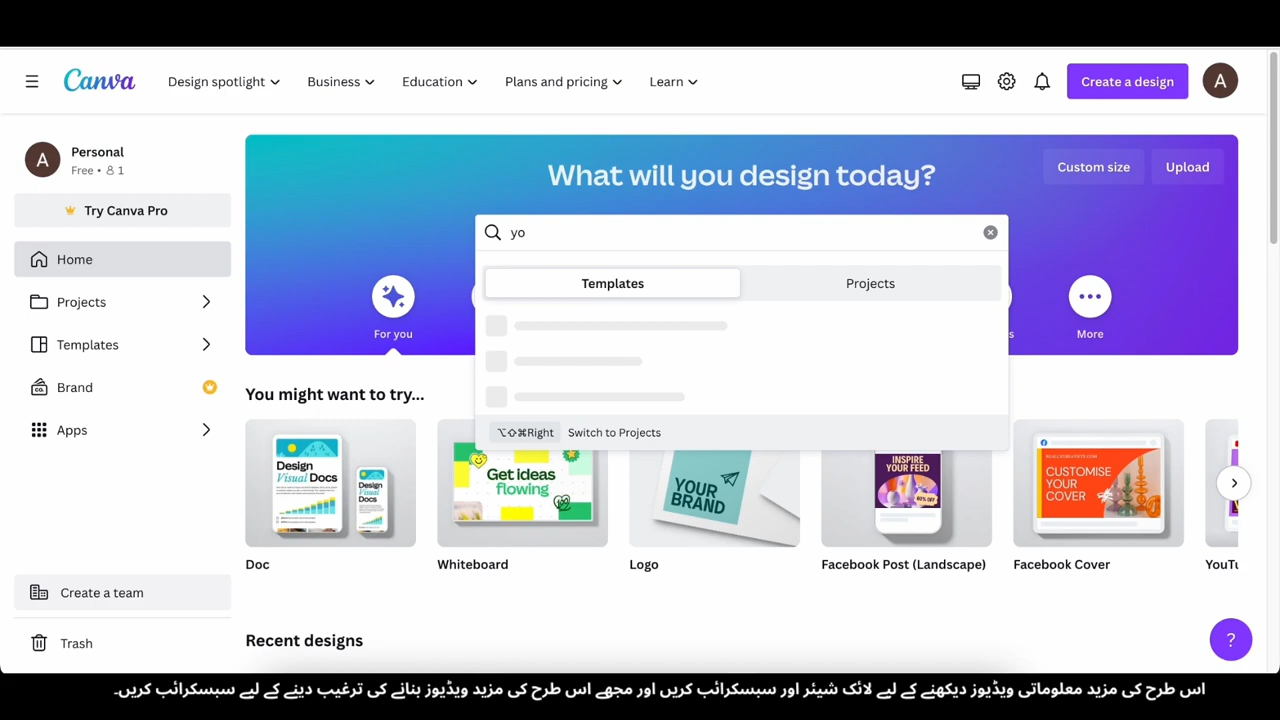 Canva
Design spotlight
Business
Education
Plans and pricing
Learn
Create a design
A
A
Personal
Free • 1
Try Canva Pro
Home
Projects
Templates
Brand
Apps
Create a team
Trash
What will you design today?
Custom size
Upload
yo
Templates
Projects
⌥⇧⌘Right Switch to Projects
For you
s
More
You might want to try...
Design
Visual Docs
Design
Visual
Docs
Get ideas
flowing
YOUR
BRAND
INSPIRE
YOUR FEED
CUSTOMISE
YOUR
COVER
Doc
Whiteboard
Logo
Facebook Post (Landscape)
Facebook Cover
YouTu
Recent designs
?
اس طرح کی مزید معلوماتی ویڈیوز دیکھنے کے لیے لائک شیئر اور سبسکرائب کریں اور مجھے اس طرح کی مزید ویڈیوز بنانے کی ترغیب دینے کے لیے سبسکرائب کریں۔